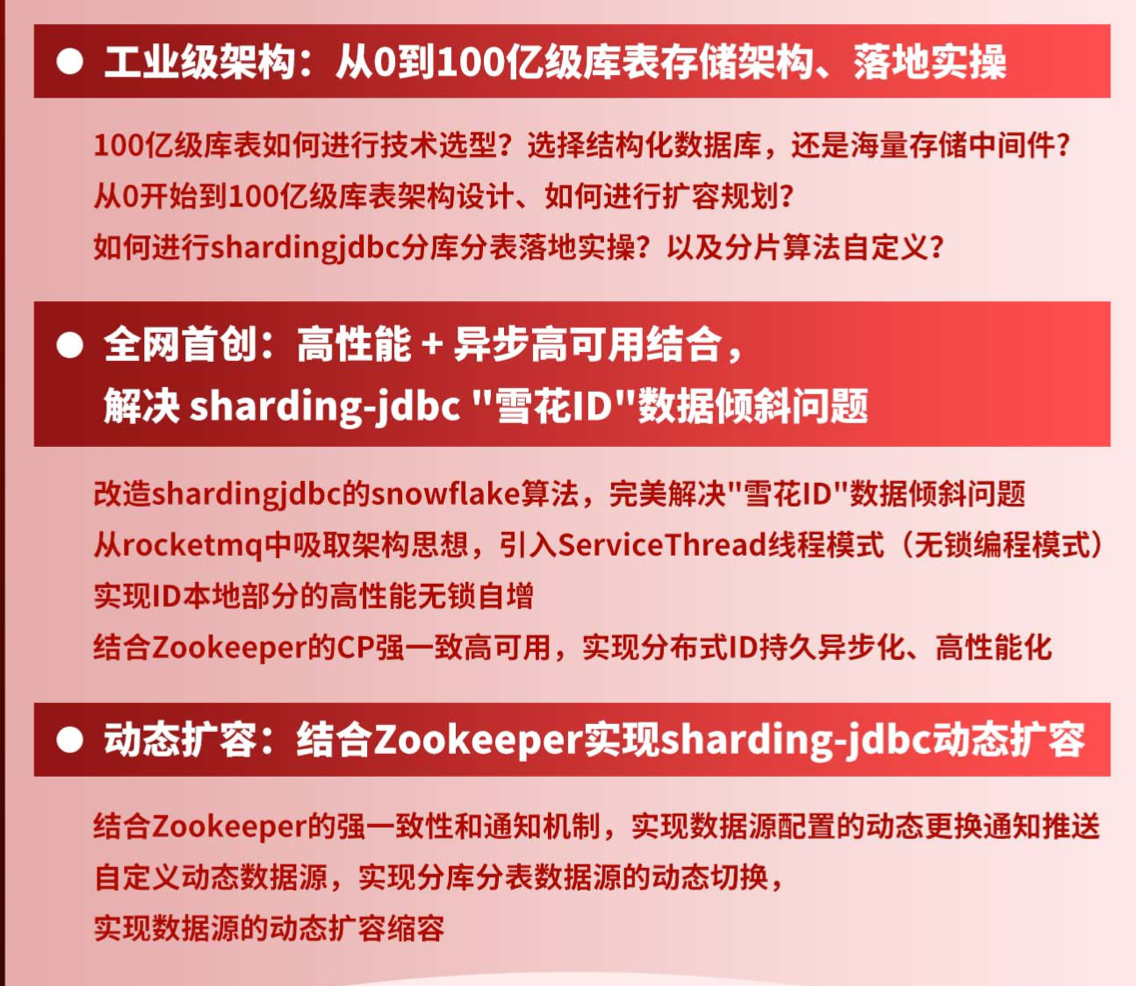 ● 工业级架构：从0到100亿级库表存储架构、落地实操
100亿级库表如何进行技术选型？选择结构化数据库，还是海量存储中间件？
从0开始到100亿级库表架构设计、如何进行扩容规划？
如何进行shardingjdbc分库分表落地实操？以及分片算法自定义？
● 全网首创：高性能 + 异步高可用结合，
解决 sharding-jdbc "雪花ID"数据倾斜问题
改造shardingjdbc的snowflake算法，完美解决"雪花ID"数据倾斜问题
从rocketmq中吸取架构思想，引入ServiceThread线程模式（无锁编程模式）
实现ID本地部分的高性能无锁自增
结合Zookeeper的CP强一致高可用，实现分布式ID持久异步化、高性能化
● 动态扩容：结合Zookeeper实现sharding-jdbc动态扩容
结合Zookeeper的强一致性和通知机制，实现数据源配置的动态更换通知推送
自定义动态数据源，实现分库分表数据源的动态切换，
实现数据源的动态扩容缩容